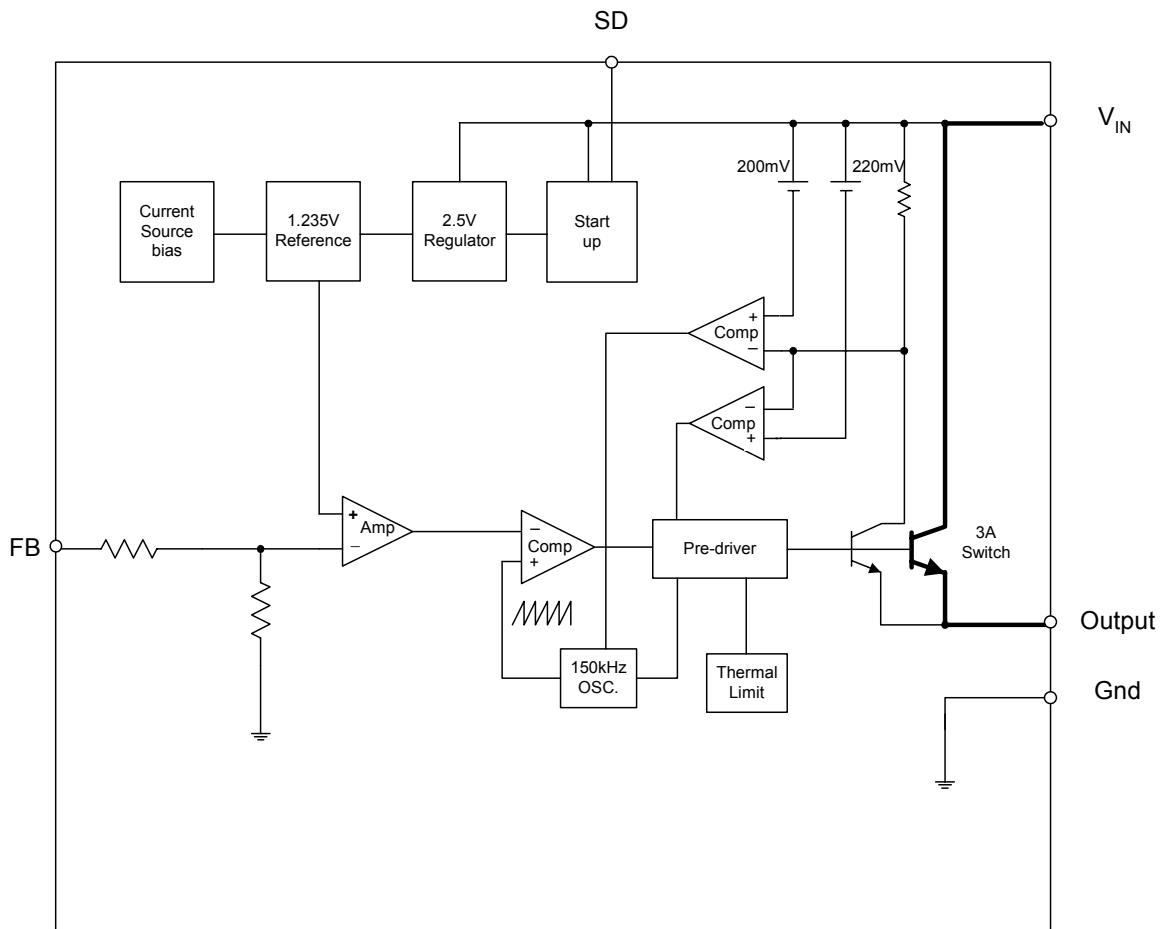 SD
V_IN
200mV
220mV
Current
Source
bias
1.235V
Reference
2.5V
Regulator
Start
up
+
Comp
−
−
Comp
+
FB
+
Amp
−
−
Comp
+
Pre-driver
3A
Switch
150kHz
OSC.
Thermal
Limit
Output
Gnd